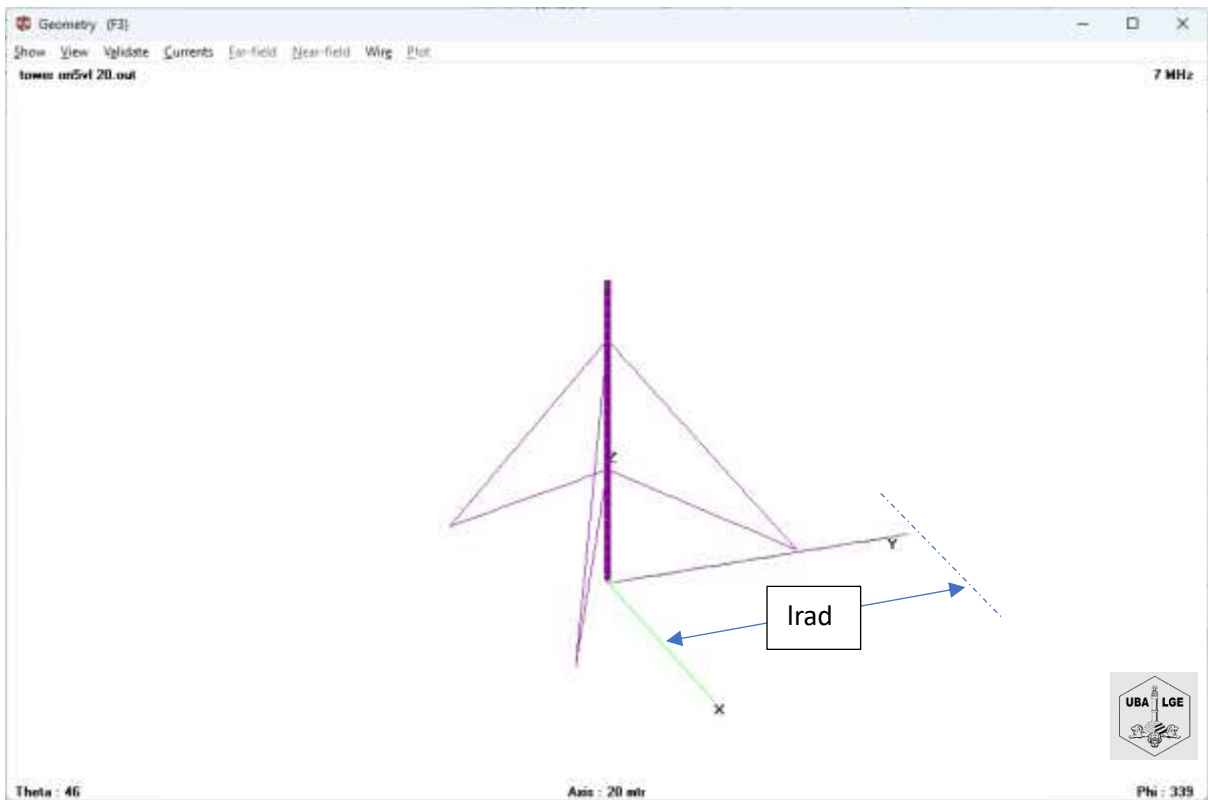 Geometry (F3)
Show View Validate Currents Far-field Near-field Wire Plot
tower on5vl 20.out 7 MHz
Z
Y
lrad
X
UBA LGE
Theta : 46 Axis : 20 mtr Phi : 339